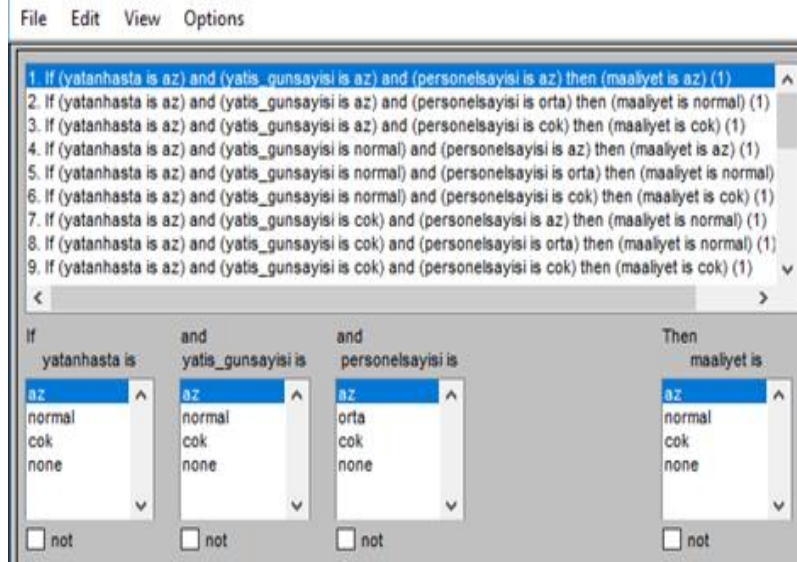 File Edit View Options
1. If (yatanhasta is az) and (yatis_gunsayisi is az) and (personelsayisi is az) then (maaliyet is az) (1)
2. If (yatanhasta is az) and (yatis_gunsayisi is az) and (personelsayisi is orta) then (maaliyet is normal) (1)
3. If (yatanhasta is az) and (yatis_gunsayisi is az) and (personelsayisi is cok) then (maaliyet is cok) (1)
4. If (yatanhasta is az) and (yatis_gunsayisi is normal) and (personelsayisi is az) then (maaliyet is az) (1)
5. If (yatanhasta is az) and (yatis_gunsayisi is normal) and (personelsayisi is orta) then (maaliyet is normal)
6. If (yatanhasta is az) and (yatis_gunsayisi is normal) and (personelsayisi is cok) then (maaliyet is cok) (1)
7. If (yatanhasta is az) and (yatis_gunsayisi is cok) and (personelsayisi is az) then (maaliyet is normal) (1)
8. If (yatanhasta is az) and (yatis_gunsayisi is cok) and (personelsayisi is orta) then (maaliyet is normal) (1)
9. If (yatanhasta is az) and (yatis_gunsayisi is cok) and (personelsayisi is cok) then (maaliyet is cok) (1)
If and and Then
yatanhasta is yatis_gunsayisi is personelsayisi is maaliyet is
az az az az
normal normal orta normal
cok cok cok cok
none none none none
not not not not